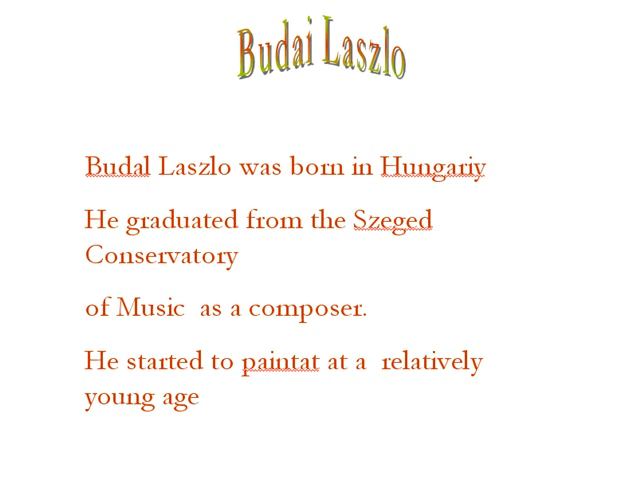 Budai Laszlo
Budal Laszlo was born in Hungariy
He graduated from the Szeged
Conservatory
of Music  as a composer.
He started to paintat at a  relatively
young age